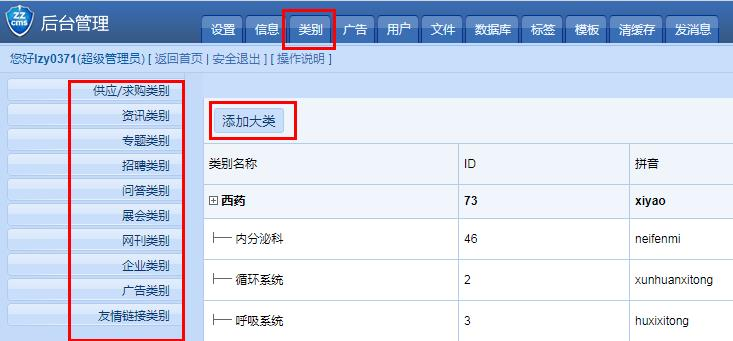 zz
cms
后台管理
设置 信息 类别 广告 用户 文件 数据库 标签 模板 清缓存 发消息
您好lzy0371(超级管理员) [ 返回首页 | 安全退出 ] [ 操作说明 ]
供应/求购类别
资讯类别
专题类别
招聘类别
问答类别
展会类别
网刊类别
企业类别
广告类别
友情链接类别
添加大类
类别名称 ID 拼音
西药 73 xiyao
内分泌科 46 neifenmi
循环系统 2 xunhuanxitong
呼吸系统 3 huxixitong